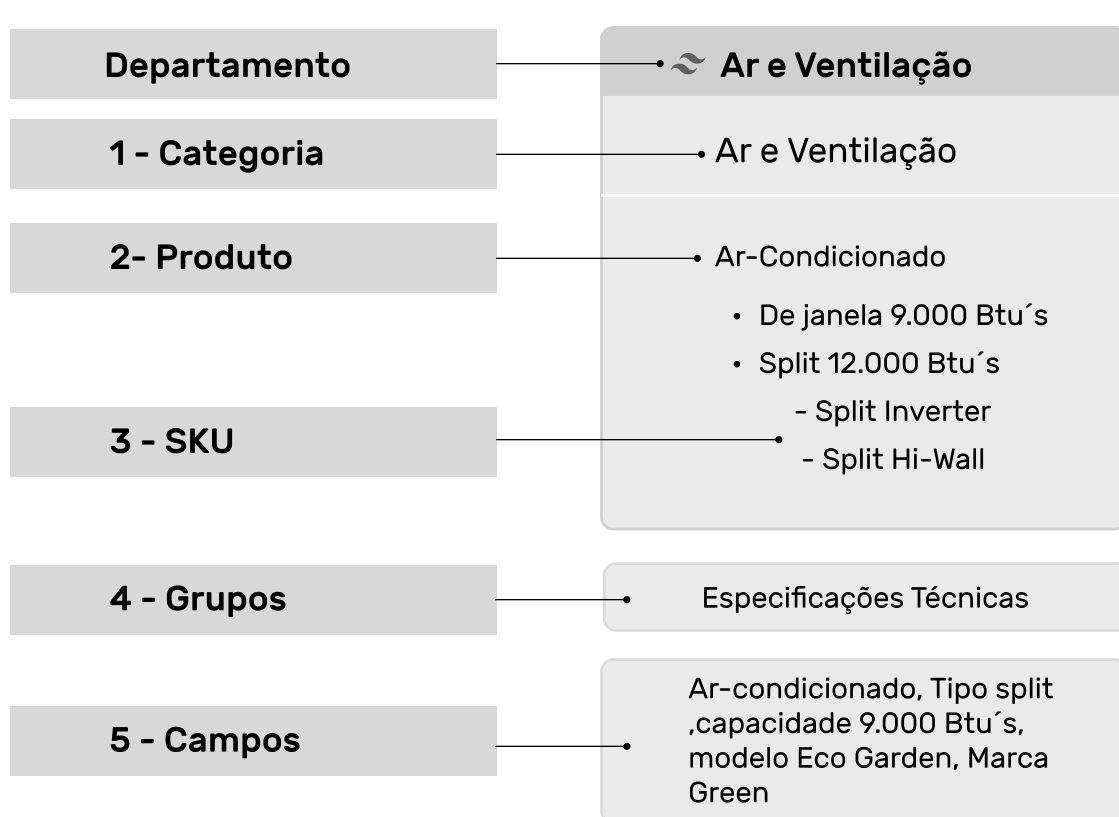 Departamento
Ar e Ventilação
1 - Categoria
Ar e Ventilação
2- Produto
Ar-Condicionado
• De janela 9.000 Btu´s
• Split 12.000 Btu´s
- Split Inverter
3 - SKU
- Split Hi-Wall
4 - Grupos
Especificações Técnicas
5 - Campos
Ar-condicionado, Tipo split
,capacidade 9.000 Btu´s,
modelo Eco Garden, Marca
Green